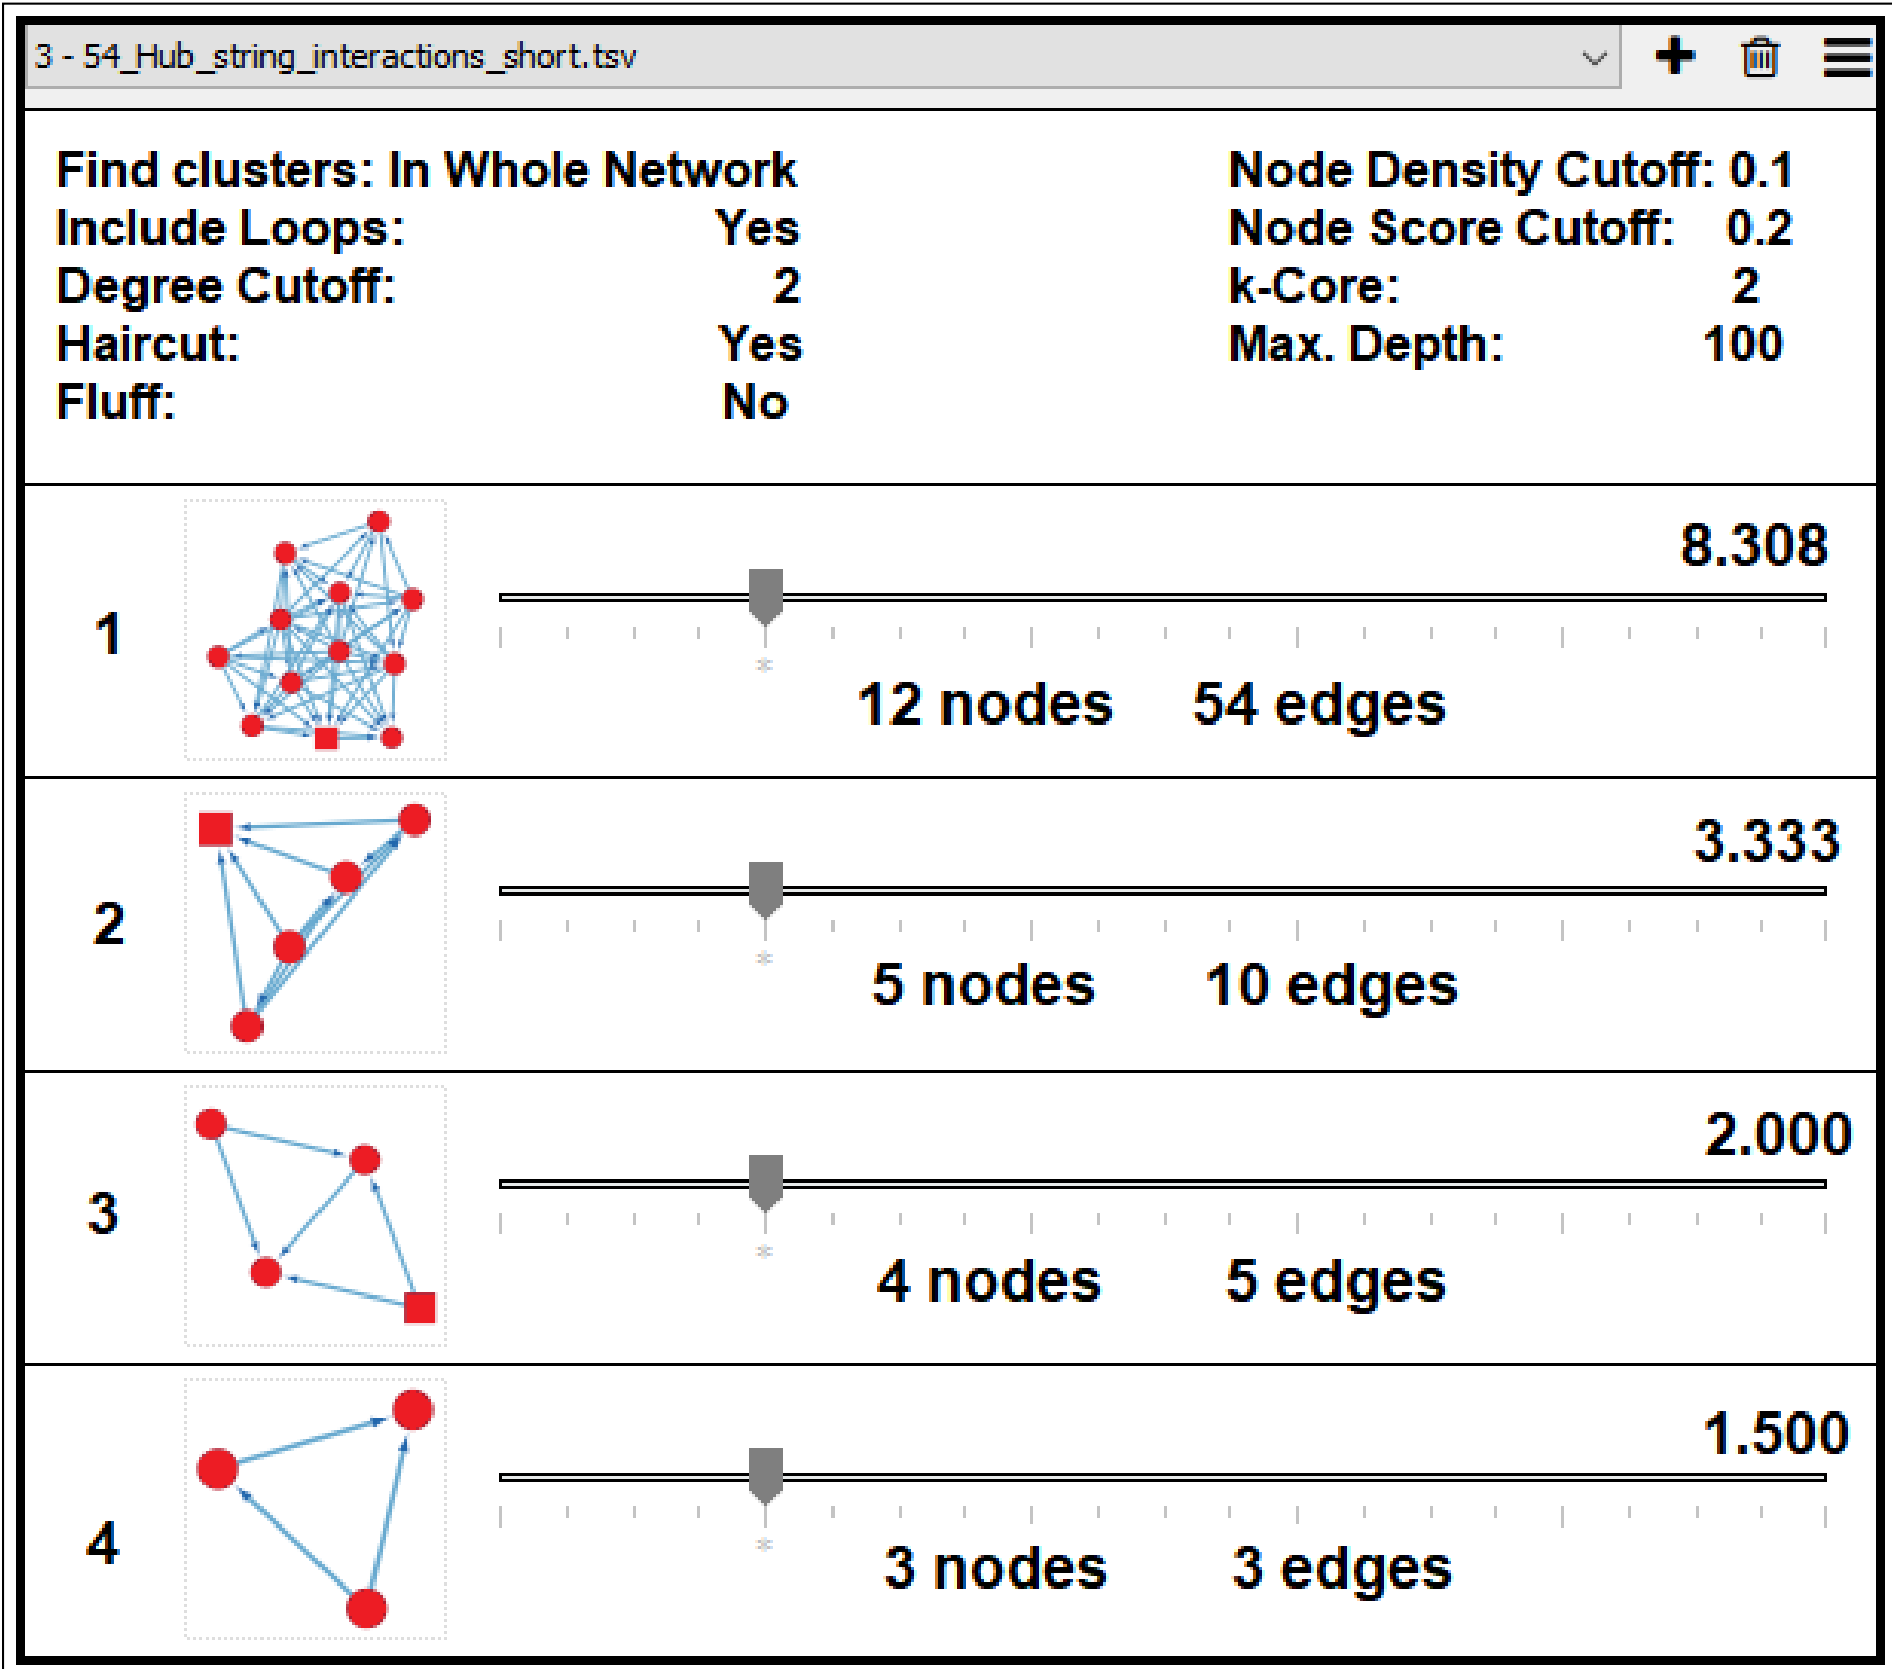 3 - 54_Hub_string_interactions_short.tsv
Find clusters: In Whole Network Node Density Cutoff: 0.1
Include Loops: Yes Node Score Cutoff: 0.2
Degree Cutoff: 2 k-Core: 2
Haircut: Yes Max. Depth: 100
Fluff: No
8.308
1
12 nodes 54 edges
3.333
2
5 nodes 10 edges
2.000
3
4 nodes 5 edges
1.500
4
3 nodes 3 edges